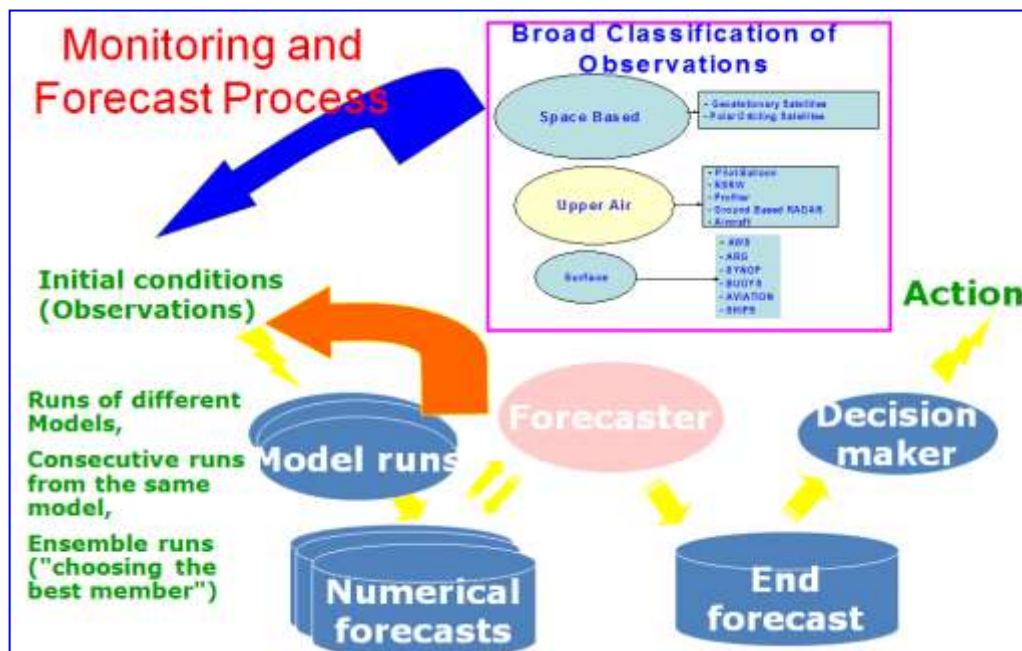 Monitoring and
Forecast Process
Broad Classification of
Observations
Space Based
- Geostationary Satellites
- Polar Orbiting Satellites
Upper Air
- Pilot Balloon
- Profiler
- Ground Based RADAR
- Aircraft
Surface
- AWS
- ARG
- SYNOP
- BUOYS
- AVIATION
- SHIPS
Initial conditions
(Observations)
Action
Runs of different
Models,
Consecutive runs
from the same
model,
Ensemble runs
("choosing the
best member")
Model runs
Forecaster
Decision
maker
Numerical
forecasts
End
forecast